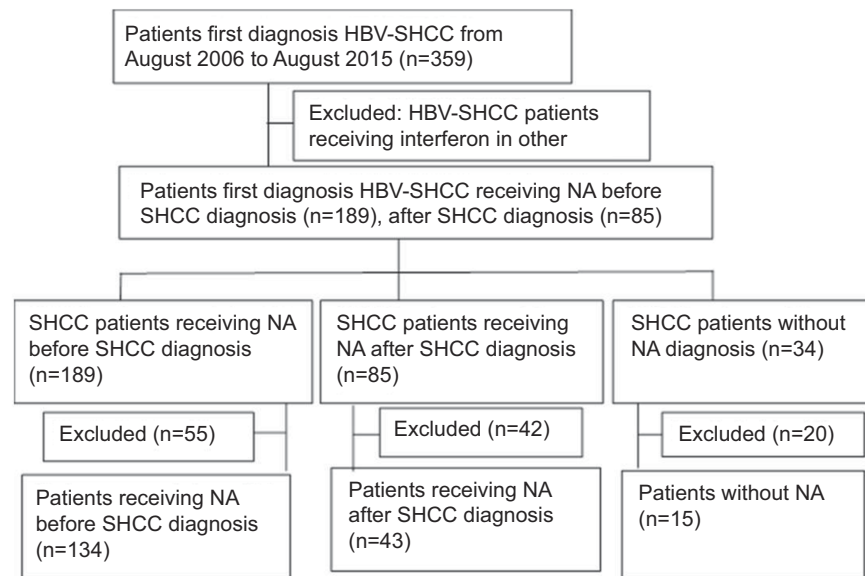 Patients first diagnosis HBV-SHCC from
August 2006 to August 2015 (n=359)
Excluded: HBV-SHCC patients
receiving interferon in other
Patients first diagnosis HBV-SHCC receiving NA before
SHCC diagnosis (n=189), after SHCC diagnosis (n=85)
SHCC patients receiving NA
before SHCC diagnosis
(n=189)
SHCC patients receiving
NA after SHCC diagnosis
(n=85)
SHCC patients without
NA diagnosis (n=34)
Excluded (n=55)
Excluded (n=42)
Excluded (n=20)
Patients receiving NA
before SHCC diagnosis
(n=134)
Patients receiving NA
after SHCC diagnosis
(n=43)
Patients without NA
(n=15)